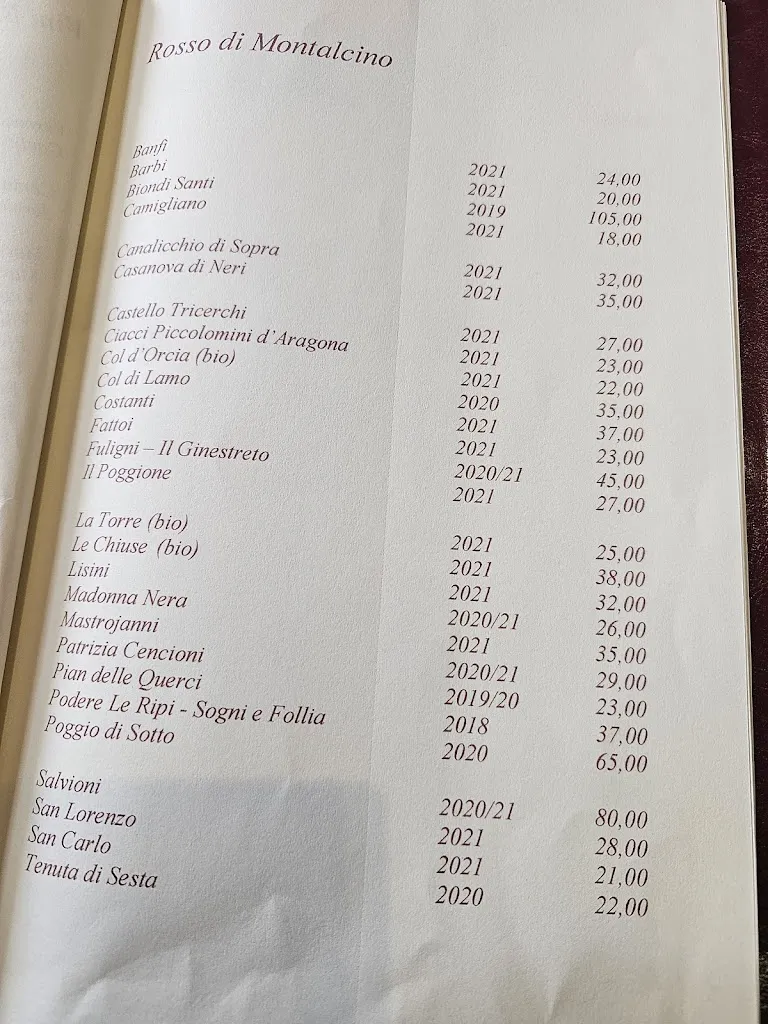 Rosso di Montalcino
Banfi 2021 24,00
Barbi 2021 20,00
Biondi Santi 2019 105,00
Camigliano 2021 18,00
Canalicchio di Sopra 2021 32,00
Casanova di Neri 2021 35,00
Castello Tricerchi 2021 27,00
Ciacci Piccolomini d'Aragona 2021 23,00
Col d'Orcia (bio) 2021 22,00
Col di Lamo 2020 35,00
Costanti 2021 37,00
Fattoi 2021 23,00
Fuligni – Il Ginestreto 2020/21 45,00
Il Poggione 2021 27,00
La Torre (bio) 2021 25,00
Le Chiuse (bio) 2021 38,00
Lisini 2021 32,00
Madonna Nera 2020/21 26,00
Mastrojanni 2021 35,00
Patrizia Cencioni 2020/21 29,00
Pian delle Querci 2019/20 23,00
Podere Le Ripi - Sogni e Follia 2018 37,00
Poggio di Sotto 2020 65,00
Salvioni 2020/21 80,00
San Lorenzo 2021 28,00
San Carlo 2021 21,00
Tenuta di Sesta 2020 22,00